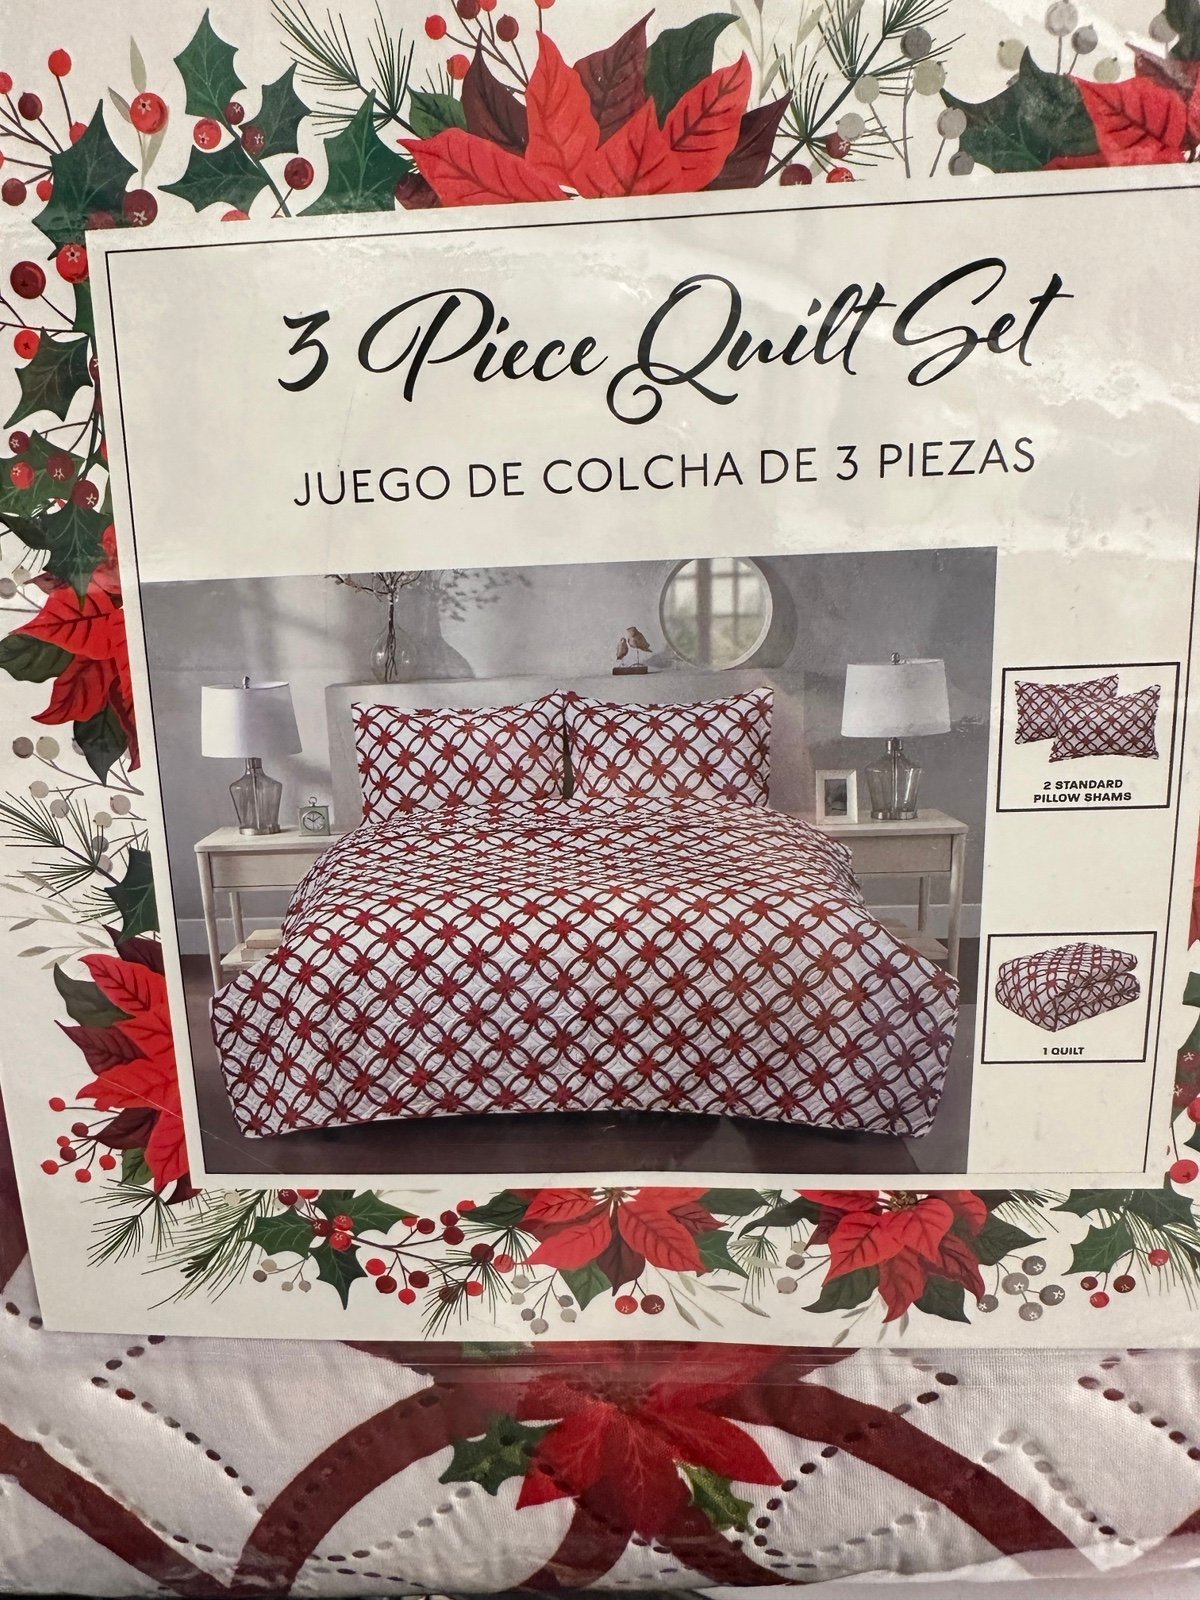 3 Piece Quilt Set
JUEGO DE COLCHA DE 3 PIEZAS
2 STANDARD
PILLOW SHAMS
1 QUILT